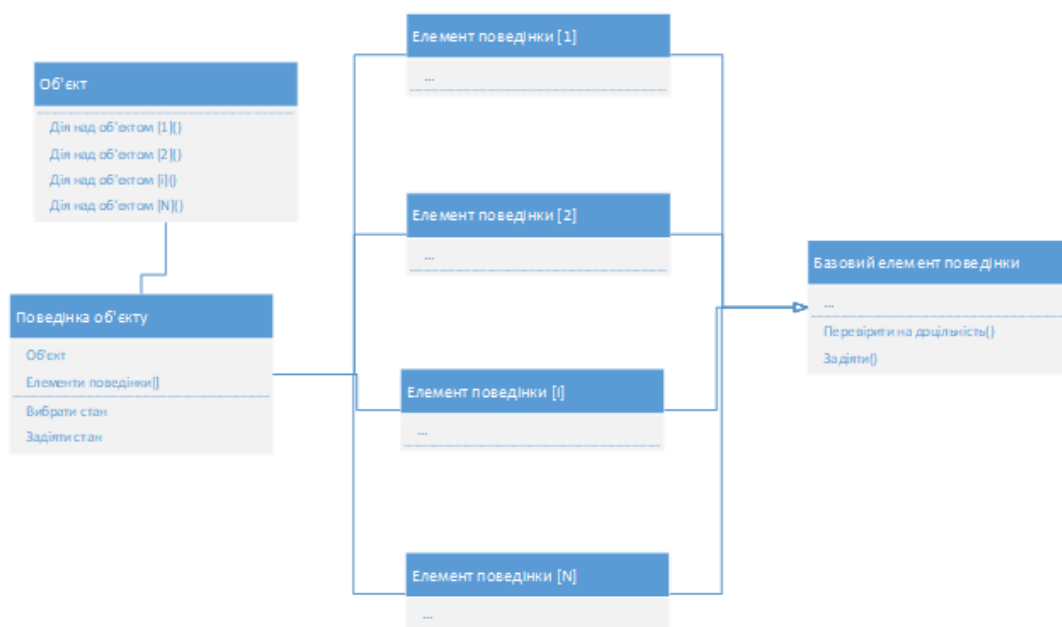 Об'єкт
Дія над об'єктом [1]()
Дія над об'єктом [2]()
Дія над об'єктом [i]()
Дія над об'єктом [N]()
Поведінка об'єкту
Об'єкт
Елементи поведінки[]
Вибрати стан
Задіяти стан
Елемент поведінки [1]
...
Елемент поведінки [2]
...
Елемент поведінки [I]
...
Елемент поведінки [N]
...
Базовий елемент поведінки
...
Перевірити на доцільність()
Задіяти()